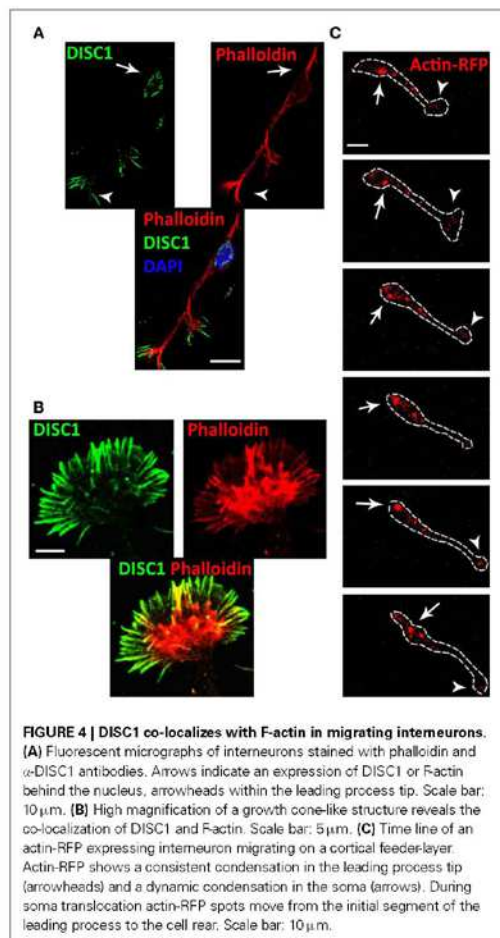 A
DISC1
Phalloidin
Phalloidin
DISC1
DAPI
B
DISC1
Phalloidin
DISC1 Phalloidin
C
Actin-RFP
FIGURE 4 | DISC1 co-localizes with F-actin in migrating interneurons.
(A) Fluorescent micrographs of interneurons stained with phalloidin and
α-DISC1 antibodies. Arrows indicate an expression of DISC1 or F-actin
behind the nucleus, arrowheads within the leading process tip. Scale bar:
10 μm. (B) High magnification of a growth cone-like structure reveals the
co-localization of DISC1 and F-actin. Scale bar: 5 μm. (C) Time line of an
actin-RFP expressing interneuron migrating on a cortical feeder-layer.
Actin-RFP shows a consistent condensation in the leading process tip
(arrowheads) and a dynamic condensation in the soma (arrows). During
soma translocation actin-RFP spots move from the initial segment of the
leading process to the cell rear. Scale bar: 10 μm.